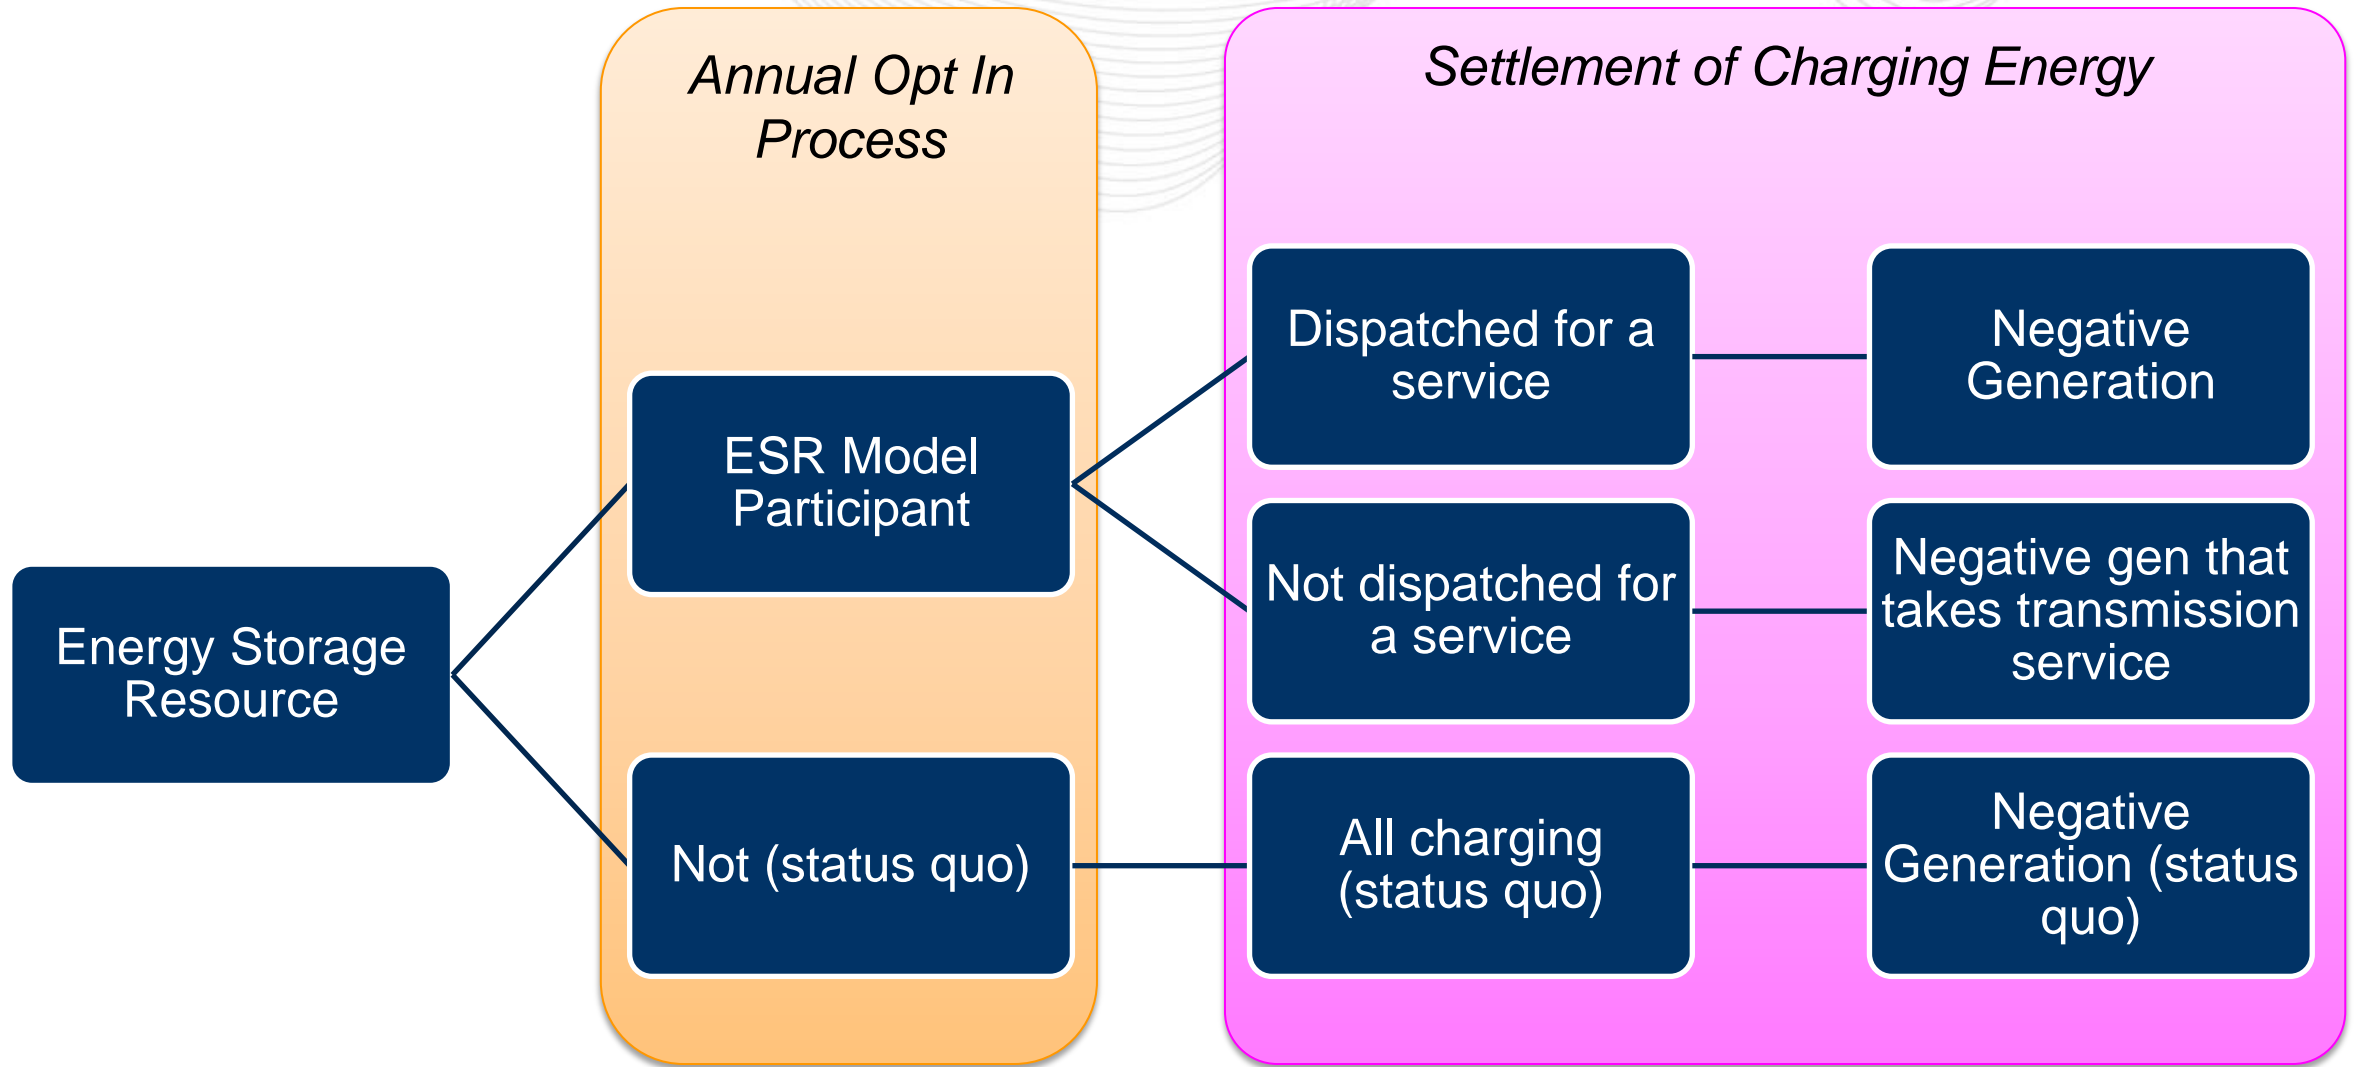 Annual Opt In
Process
Settlement of Charging Energy
Energy Storage
Resource
ESR Model
Participant
Not (status quo)
Dispatched for a
service
Negative
Generation
Not dispatched for
a service
Negative gen that
takes transmission
service
All charging
(status quo)
Negative
Generation (status
quo)